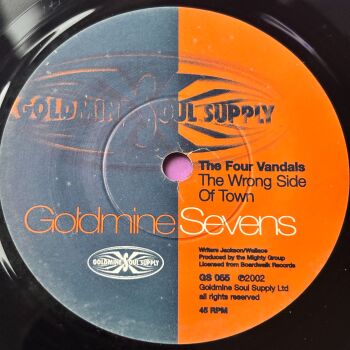 GOLDMINE SOUL SUPPLY
The Four Vandals
The Wrong Side
Of Town
Goldmine Sevens
Writers Jackson/Wallace
Produced by the Mighty Group
Licensed from Boardwalk Records
GOLDMINE SOUL SUPPLY
GS 055 ℗2002
Goldmine Soul Supply Ltd
all rights reserved
45 RPM